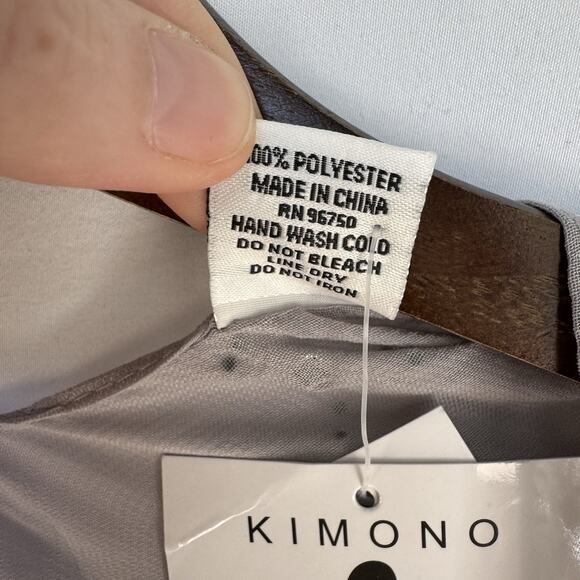 00% POLYESTER
MADE IN CHINA
RN 96750
HAND WASH COLD
DO NOT BLEACH
LINE DRY
DO NOT IRON
KIMONO